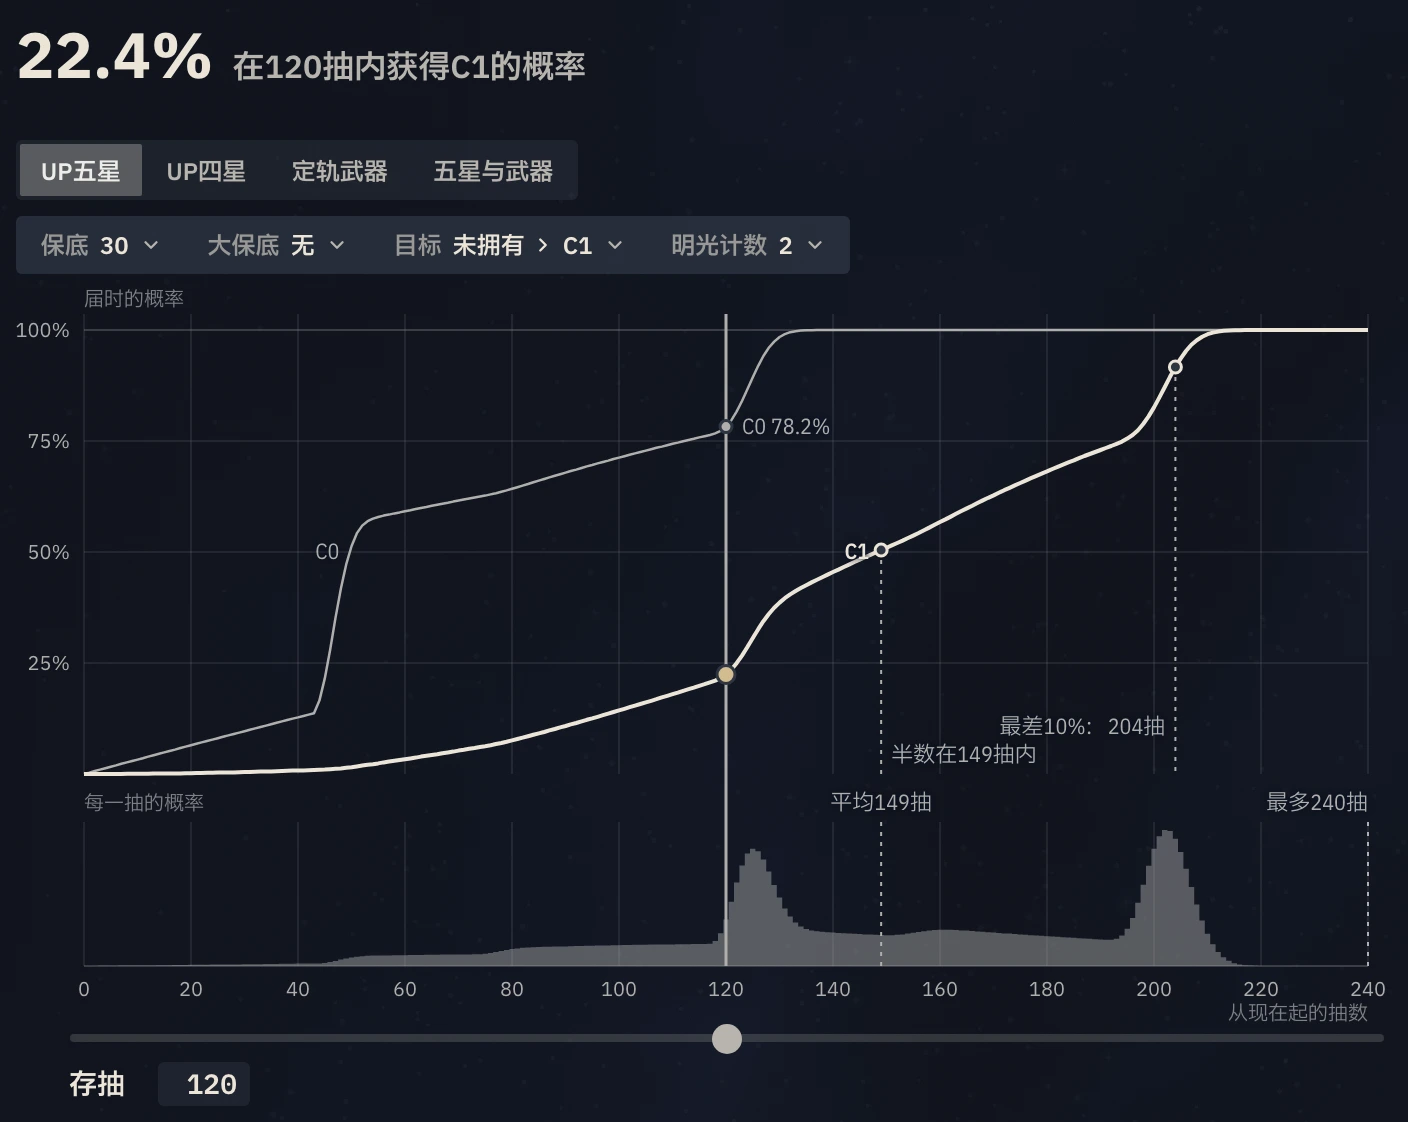 22.4% 在120抽内获得C1的概率
UP五星 UP四星 定轨武器 五星与武器
保底 30 大保底 无 目标 未拥有 > C1 明光计数 2
届时的概率
100%
75%
50%
25%
C0
C0 78.2%
C1
最差10%: 204抽
半数在149抽内
每一抽的概率
平均149抽
最多240抽
0 20 40 60 80 100 120 140 160 180 200 220 240
从现在起的抽数
存抽 120